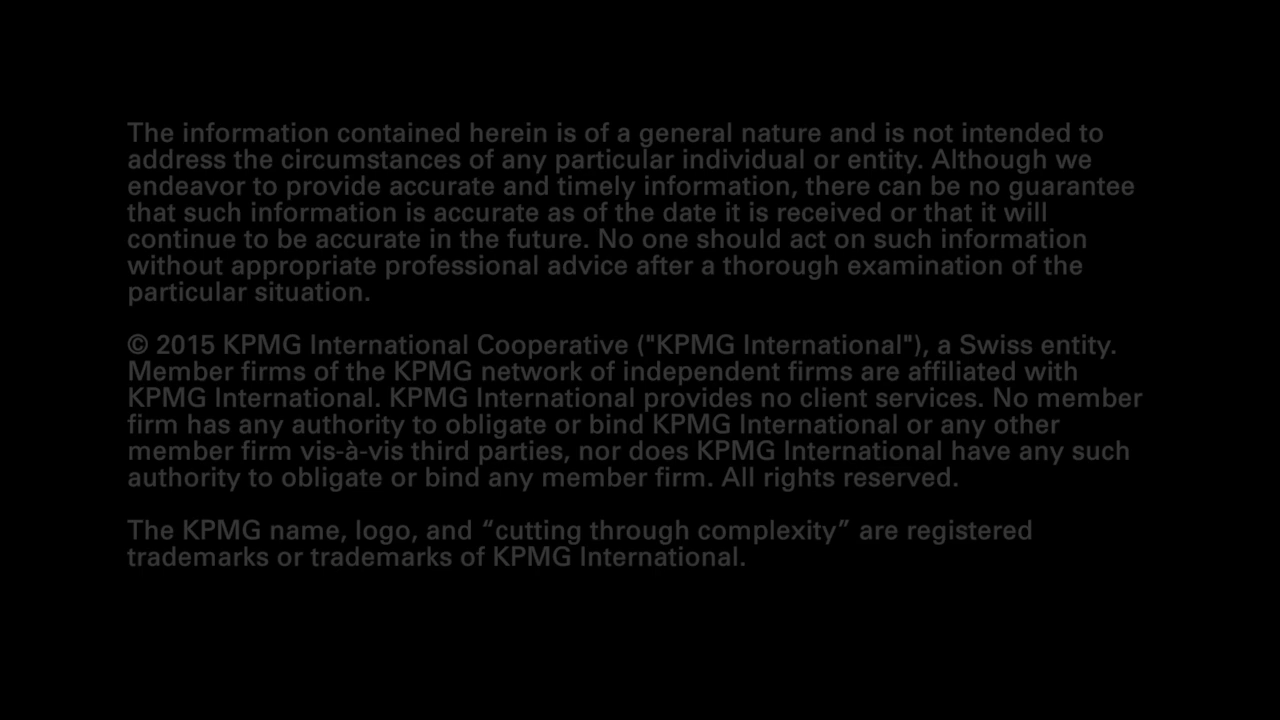 The information contained herein is of a general nature and is not intended to
address the circumstances of any particular individual or entity. Although we
endeavor to provide accurate and timely information, there can be no guarantee
that such information is accurate as of the date it is received or that it will
continue to be accurate in the future. No one should act on such information
without appropriate professional advice after a thorough examination of the
particular situation.
© 2015 KPMG International Cooperative ("KPMG International"), a Swiss entity.
Member firms of the KPMG network of independent firms are affiliated with
KPMG International. KPMG International provides no client services. No member
firm has any authority to obligate or bind KPMG International or any other
member firm vis-à-vis third parties, nor does KPMG International have any such
authority to obligate or bind any member firm. All rights reserved.
The KPMG name, logo, and “cutting through complexity” are registered
trademarks or trademarks of KPMG International.